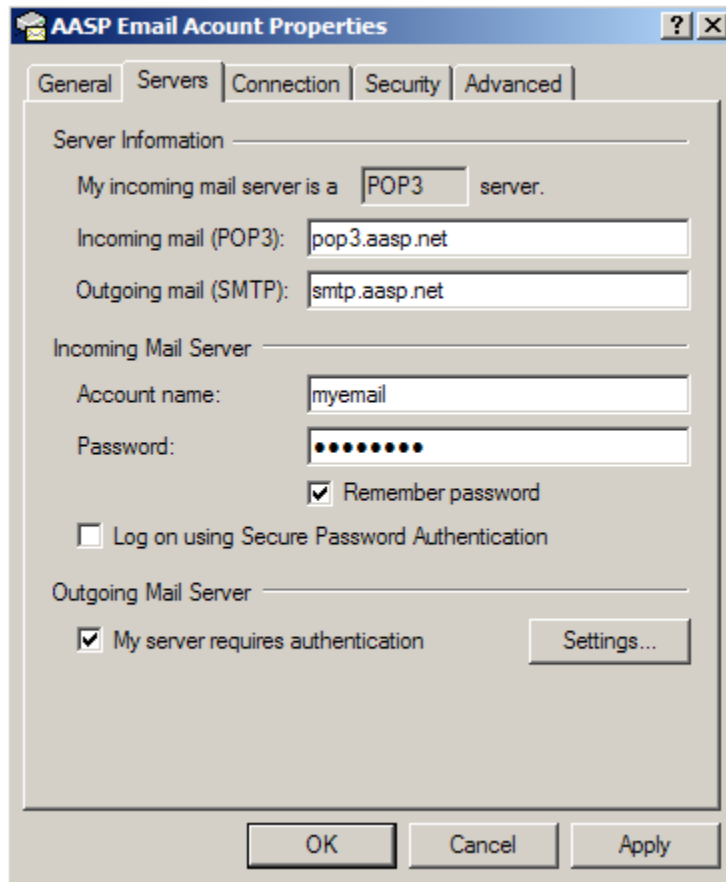 AASP Email Acount Properties
General Servers Connection Security Advanced
Server Information
My incoming mail server is a POP3 server.
Incoming mail (POP3): pop3.aasp.net
Outgoing mail (SMTP): smtp.aasp.net
Incoming Mail Server
Account name: myemail
Password: ••••••••
Remember password
Log on using Secure Password Authentication
Outgoing Mail Server
My server requires authentication Settings...
OK Cancel Apply